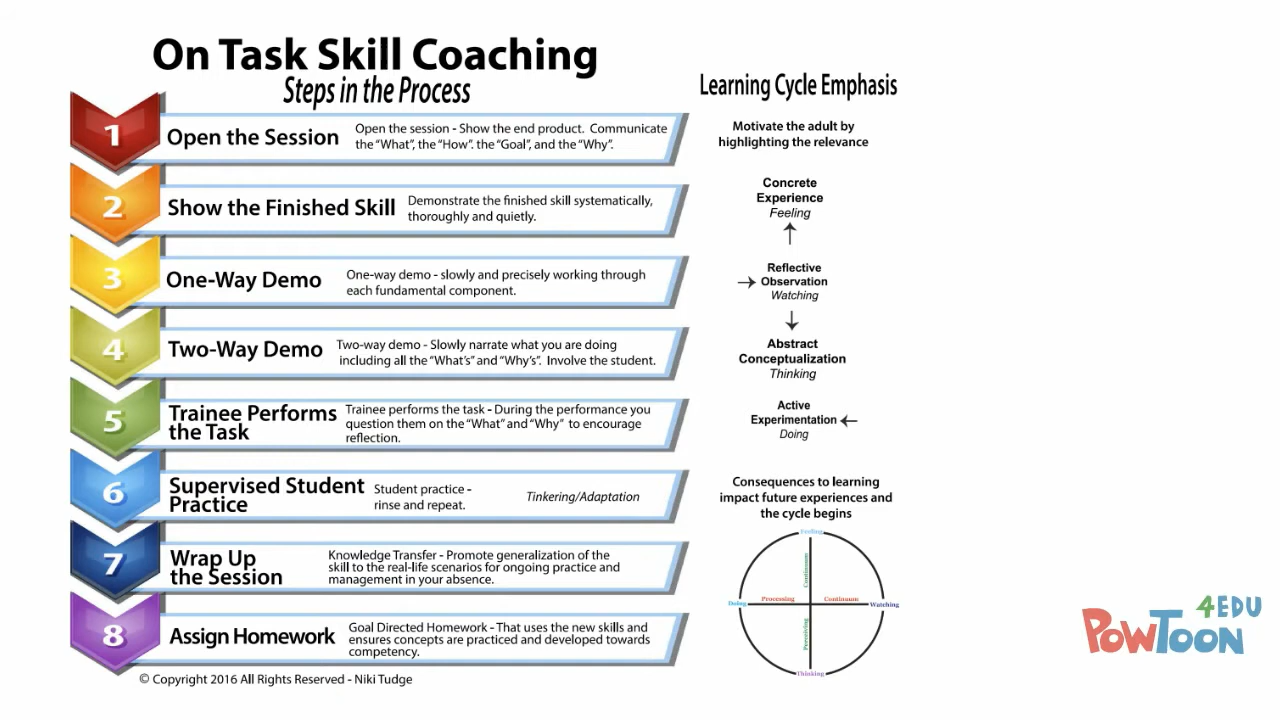 On Task Skill Coaching
Steps in the Process
1
Open the Session
Open the session - Show the end product. Communicate
the "What", the "How". the "Goal", and the "Why".
2
Show the Finished Skill
Demonstrate the finished skill systematically,
thoroughly and quietly.
3
One-Way Demo
One-way demo - slowly and precisely working through
each fundamental component.
4
Two-Way Demo
Two-way demo - Slowly narrate what you are doing
including all the "What's" and "Why's". Involve the student.
5
Trainee Performs
the Task
Trainee performs the task - During the performance you
question them on the "What" and "Why" to encourage
reflection.
6
Supervised Student
Practice
Student practice -
rinse and repeat.
Tinkering/Adaptation
7
Wrap Up
the Session
Knowledge Transfer - Promote generalization of the
skill to the real-life scenarios for ongoing practice and
management in your absence.
8
Assign Homework
Goal Directed Homework - That uses the new skills and
ensures concepts are practiced and developed towards
competency.
© Copyright 2016 All Rights Reserved - Niki Tudge
Learning Cycle Emphasis
Motivate the adult by
highlighting the relevance
Concrete
Experience
Feeling
Reflective
Observation
Watching
Abstract
Conceptualization
Thinking
Active
Experimentation
Doing
Consequences to learning
impact future experiences and
the cycle begins
Feeling
Continuum
Doing
Processing
Continuum
Watching
Perceiving
Thinking
4EDU
PowToon